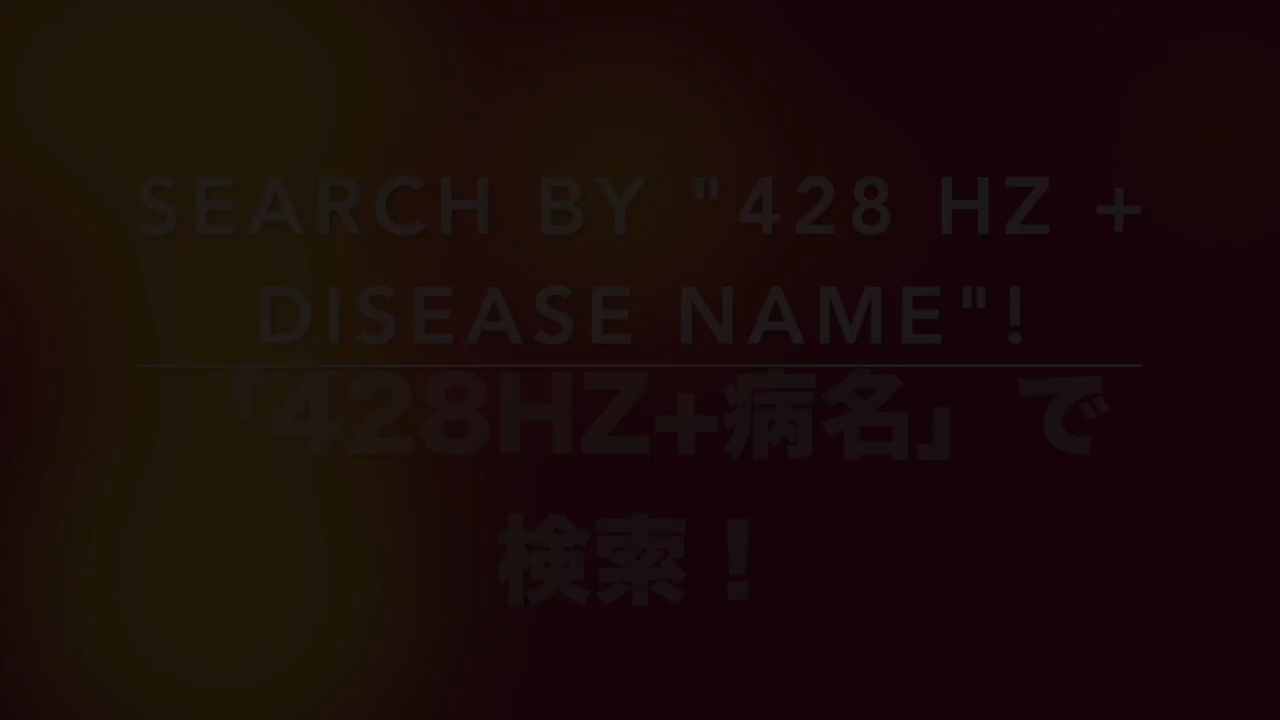 SEARCH BY "428 HZ +
DISEASE NAME"!
「428HZ+病名」で
検索！